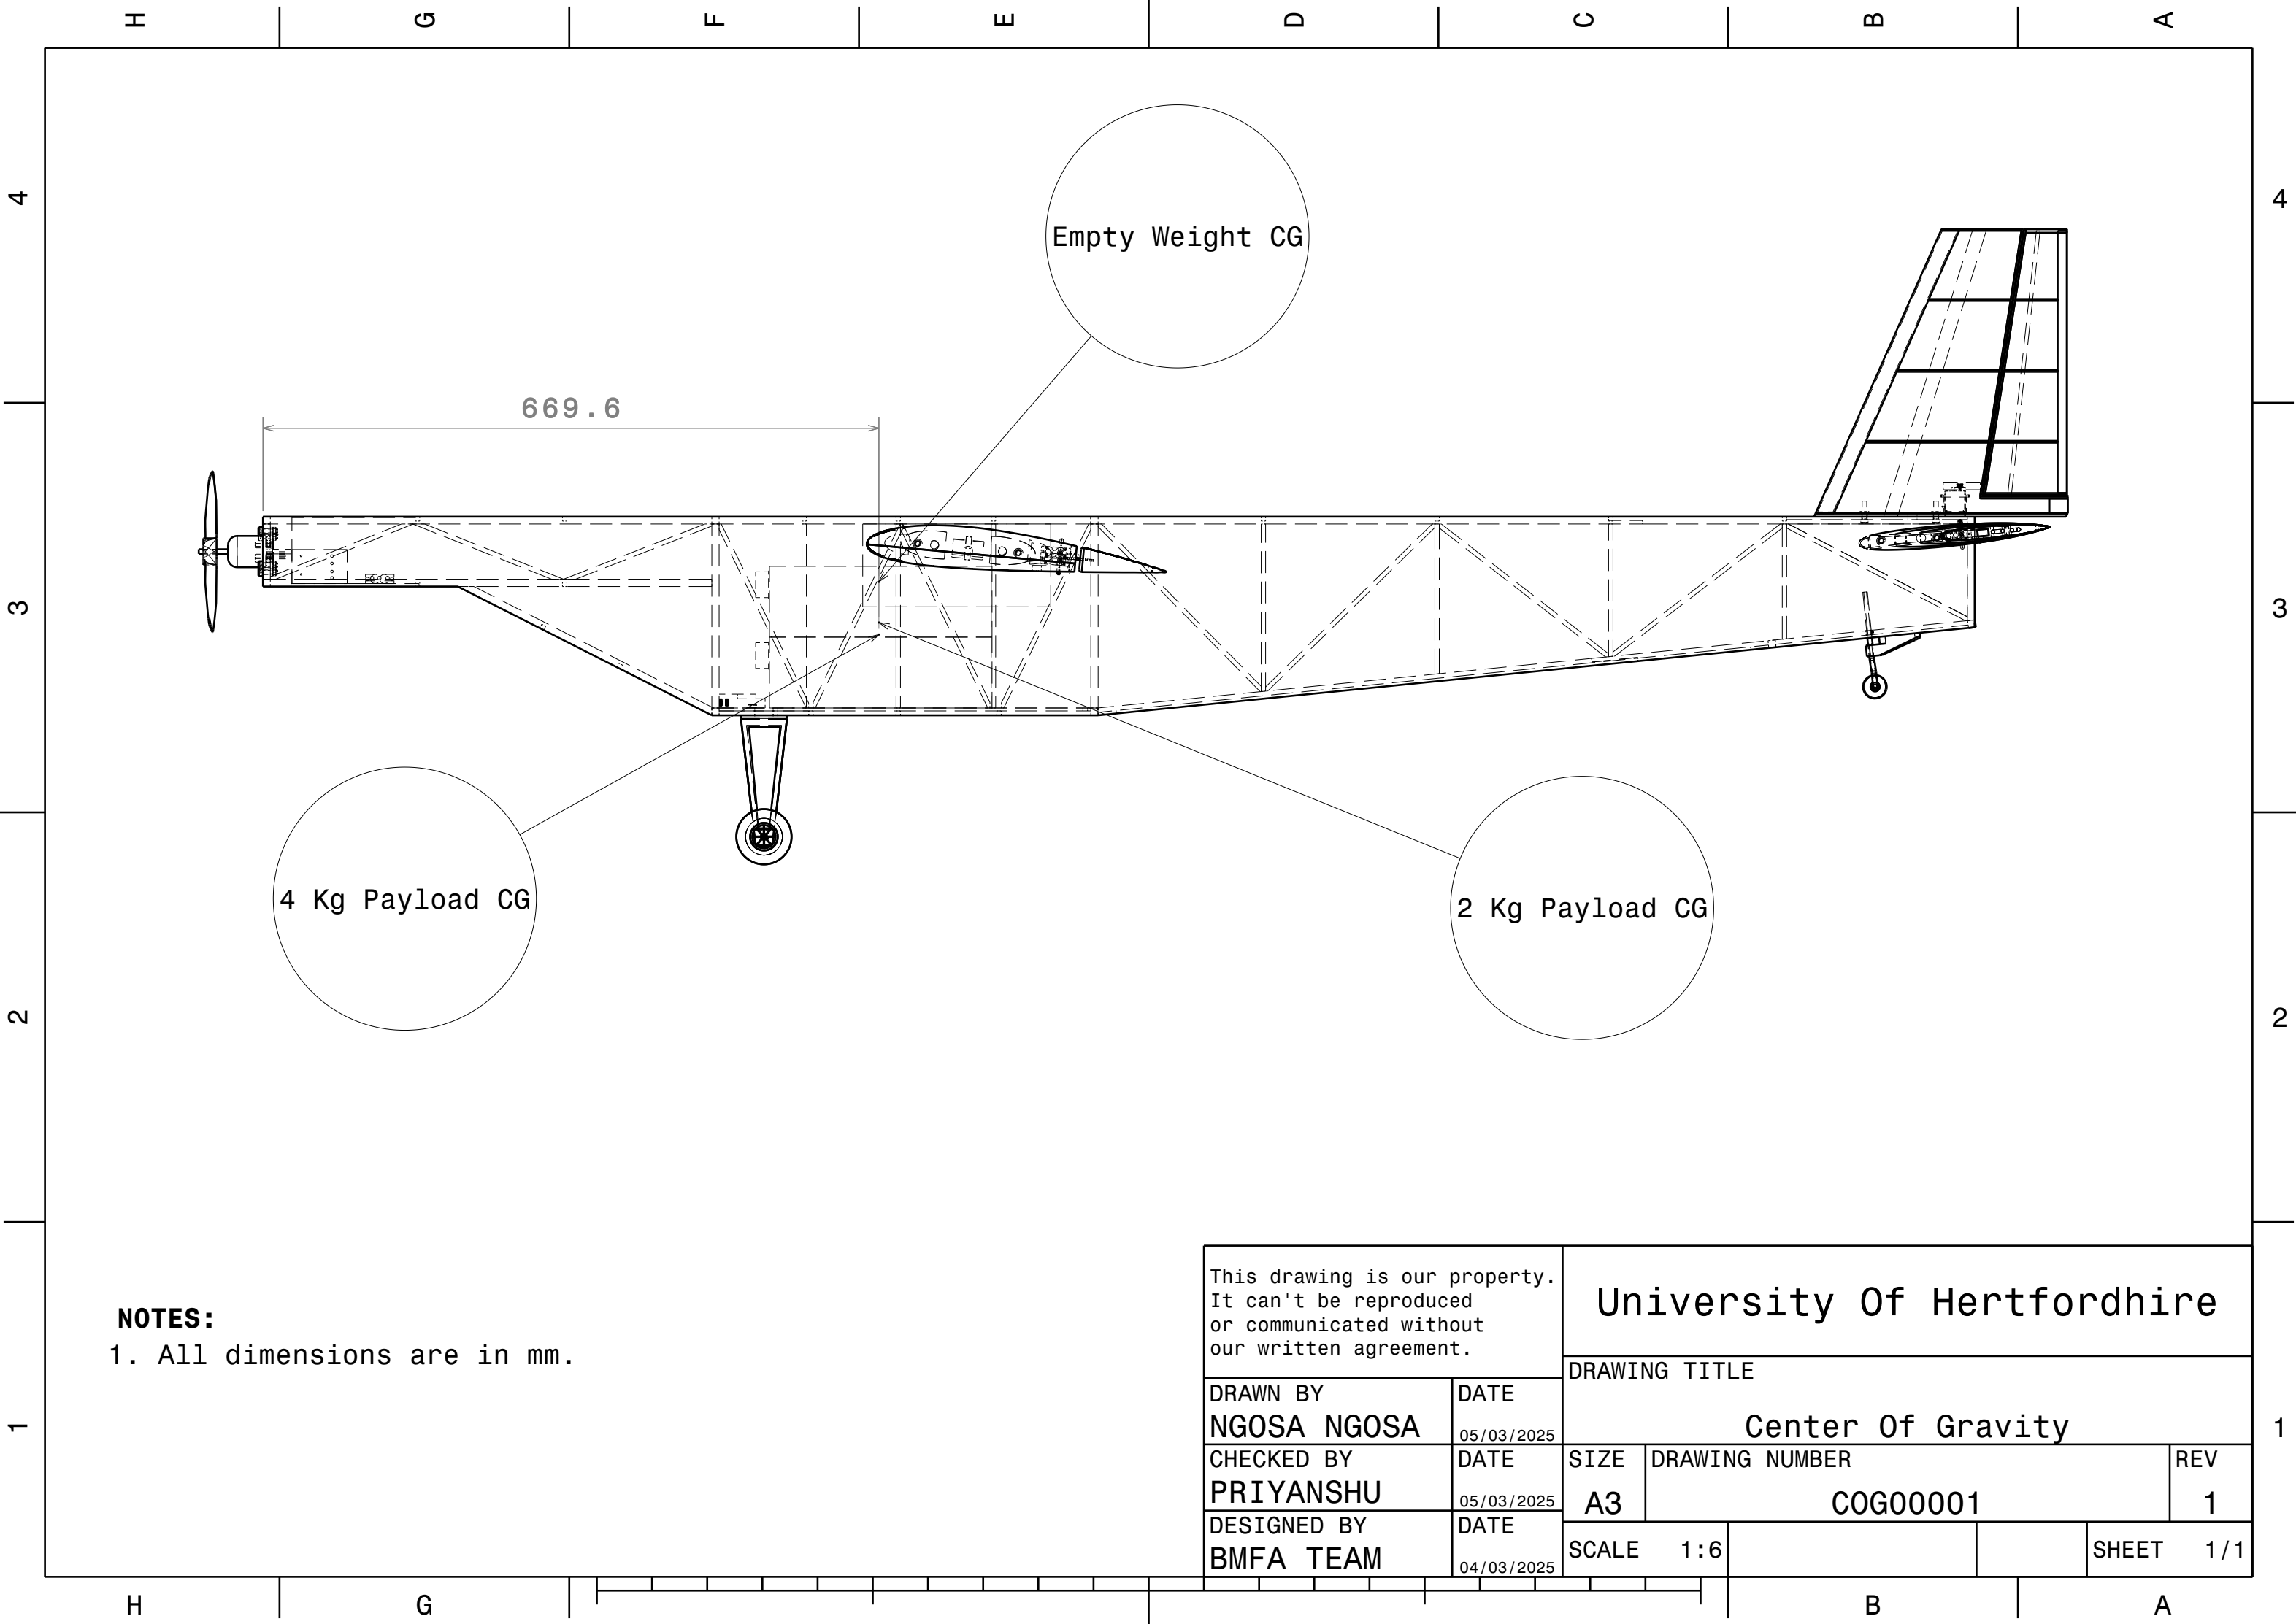 H G F E D C B A
4
4
Empty Weight CG
669.6
3
3
4 Kg Payload CG
2 Kg Payload CG
2
2
NOTES:
1. All dimensions are in mm.
1
1
This drawing is our property.
It can't be reproduced
or communicated without
our written agreement.
University Of Hertfordhire
DRAWING TITLE
Center Of Gravity
DRAWN BY
DATE
NGOSA NGOSA
05/03/2025
CHECKED BY
DATE
PRIYANSHU
05/03/2025
SIZE
DRAWING NUMBER
REV
A3
COG00001
1
DESIGNED BY
DATE
BMFA TEAM
04/03/2025
SCALE 1:6
SHEET 1/1
H G B A